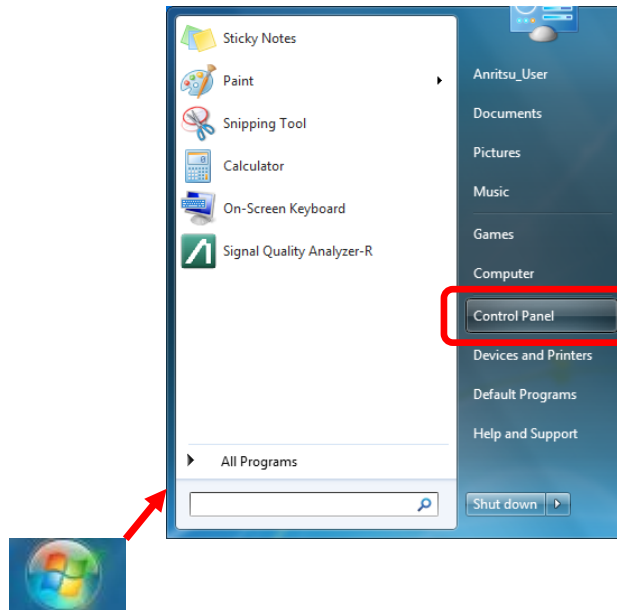 Sticky Notes
Paint
Snipping Tool
Calculator
On-Screen Keyboard
Signal Quality Analyzer-R
All Programs
Anritsu_User
Documents
Pictures
Music
Games
Computer
Control Panel
Devices and Printers
Default Programs
Help and Support
Shut down